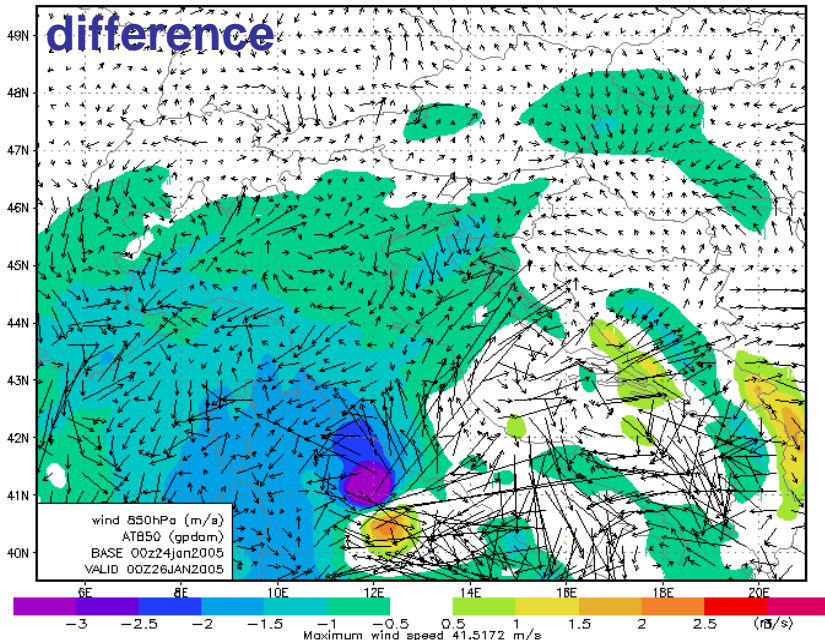 difference
49N
48N
47N
46N
45N
44N
43N
42N
41N
40N
wind 850hPa (m/s)
AT850 (gpdam)
BASE 00z24jan2005
VALID 00Z26JAN2005
6E 8E 10E 12E 14E 16E 18E 20E
-3 -2.5 -2 -1.5 -1 -0.5 0.5 1 1.5 2 2.5 (m/s)
Maximum wind speed 41.5172 m/s